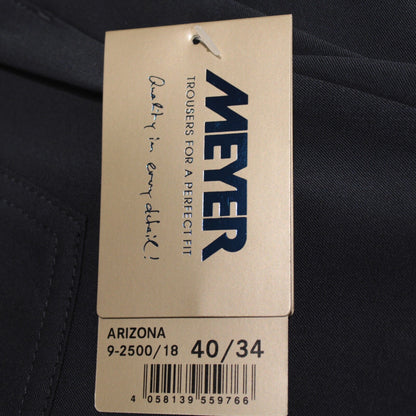 MEYER
TROUSERS FOR A PERFECT FIT
Quality in every detail!
ARIZONA
9-2500/18 40/34
4 058139 559766